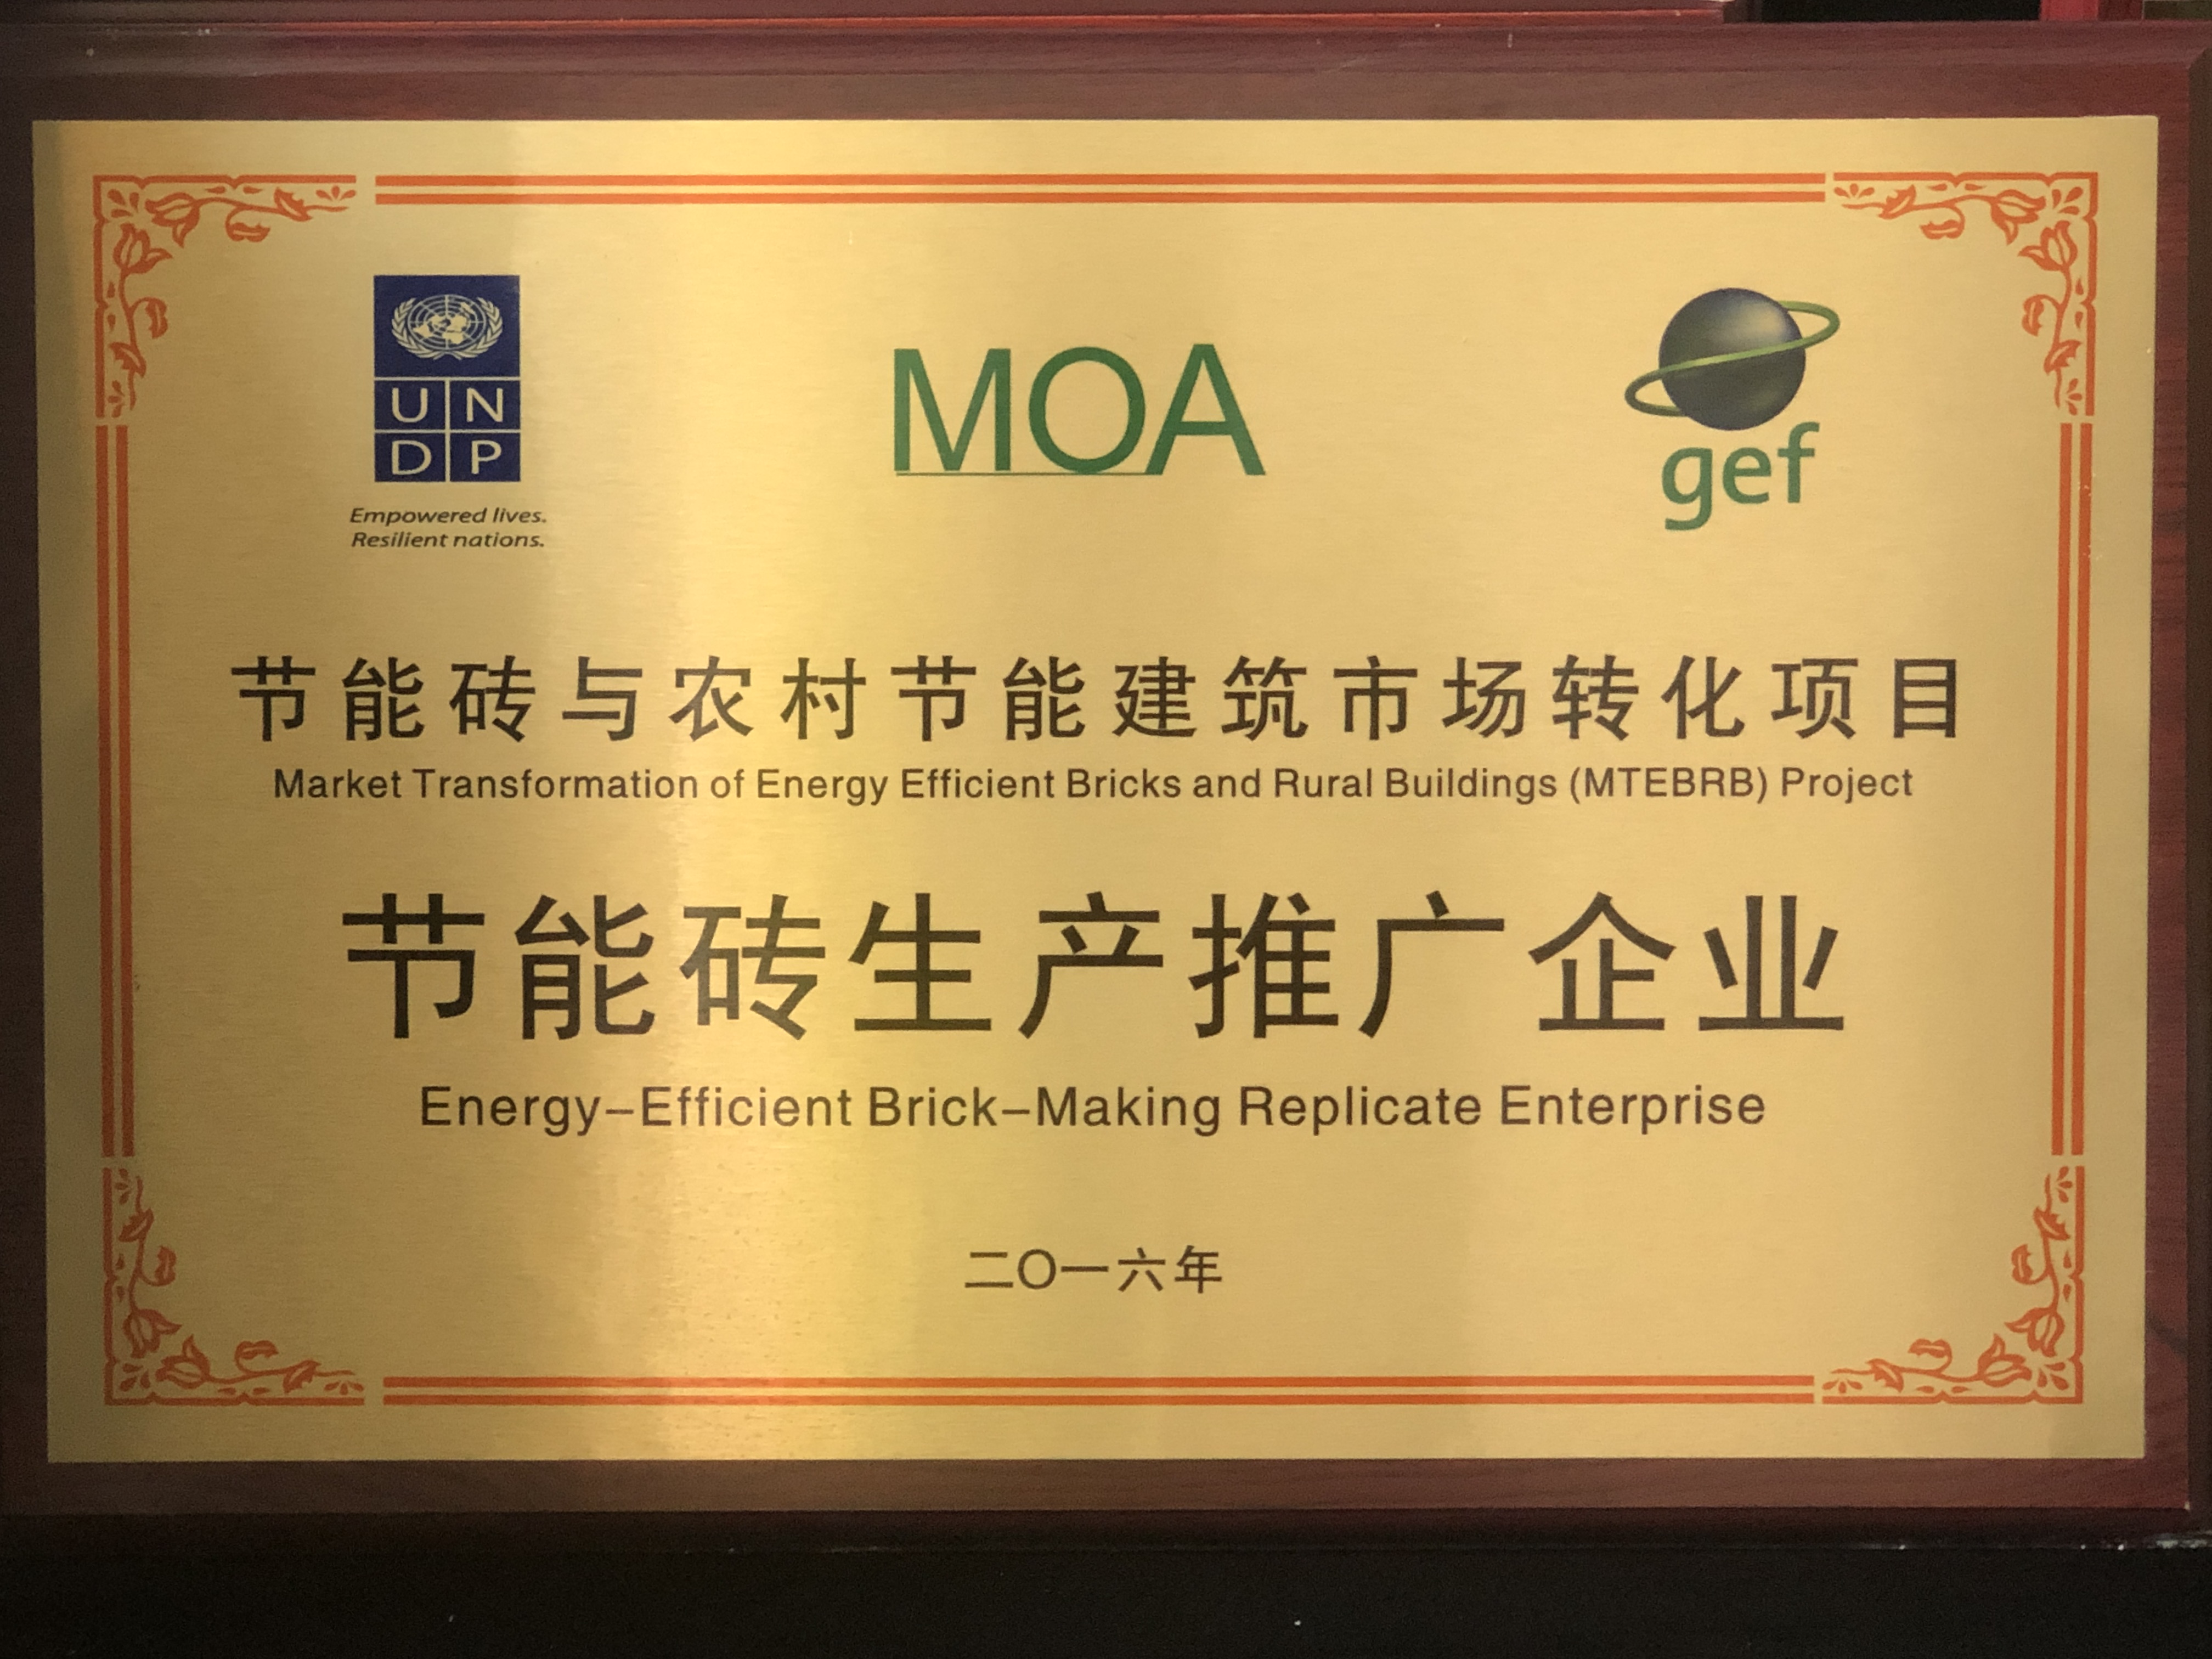 UN
DP
Empowered lives.
Resilient nations.
MOA
gef
节能砖与农村节能建筑市场转化项目
Market Transformation of Energy Efficient Bricks and Rural Buildings (MTEBRB) Project
节能砖生产推广企业
Energy-Efficient Brick-Making Replicate Enterprise
二〇一六年